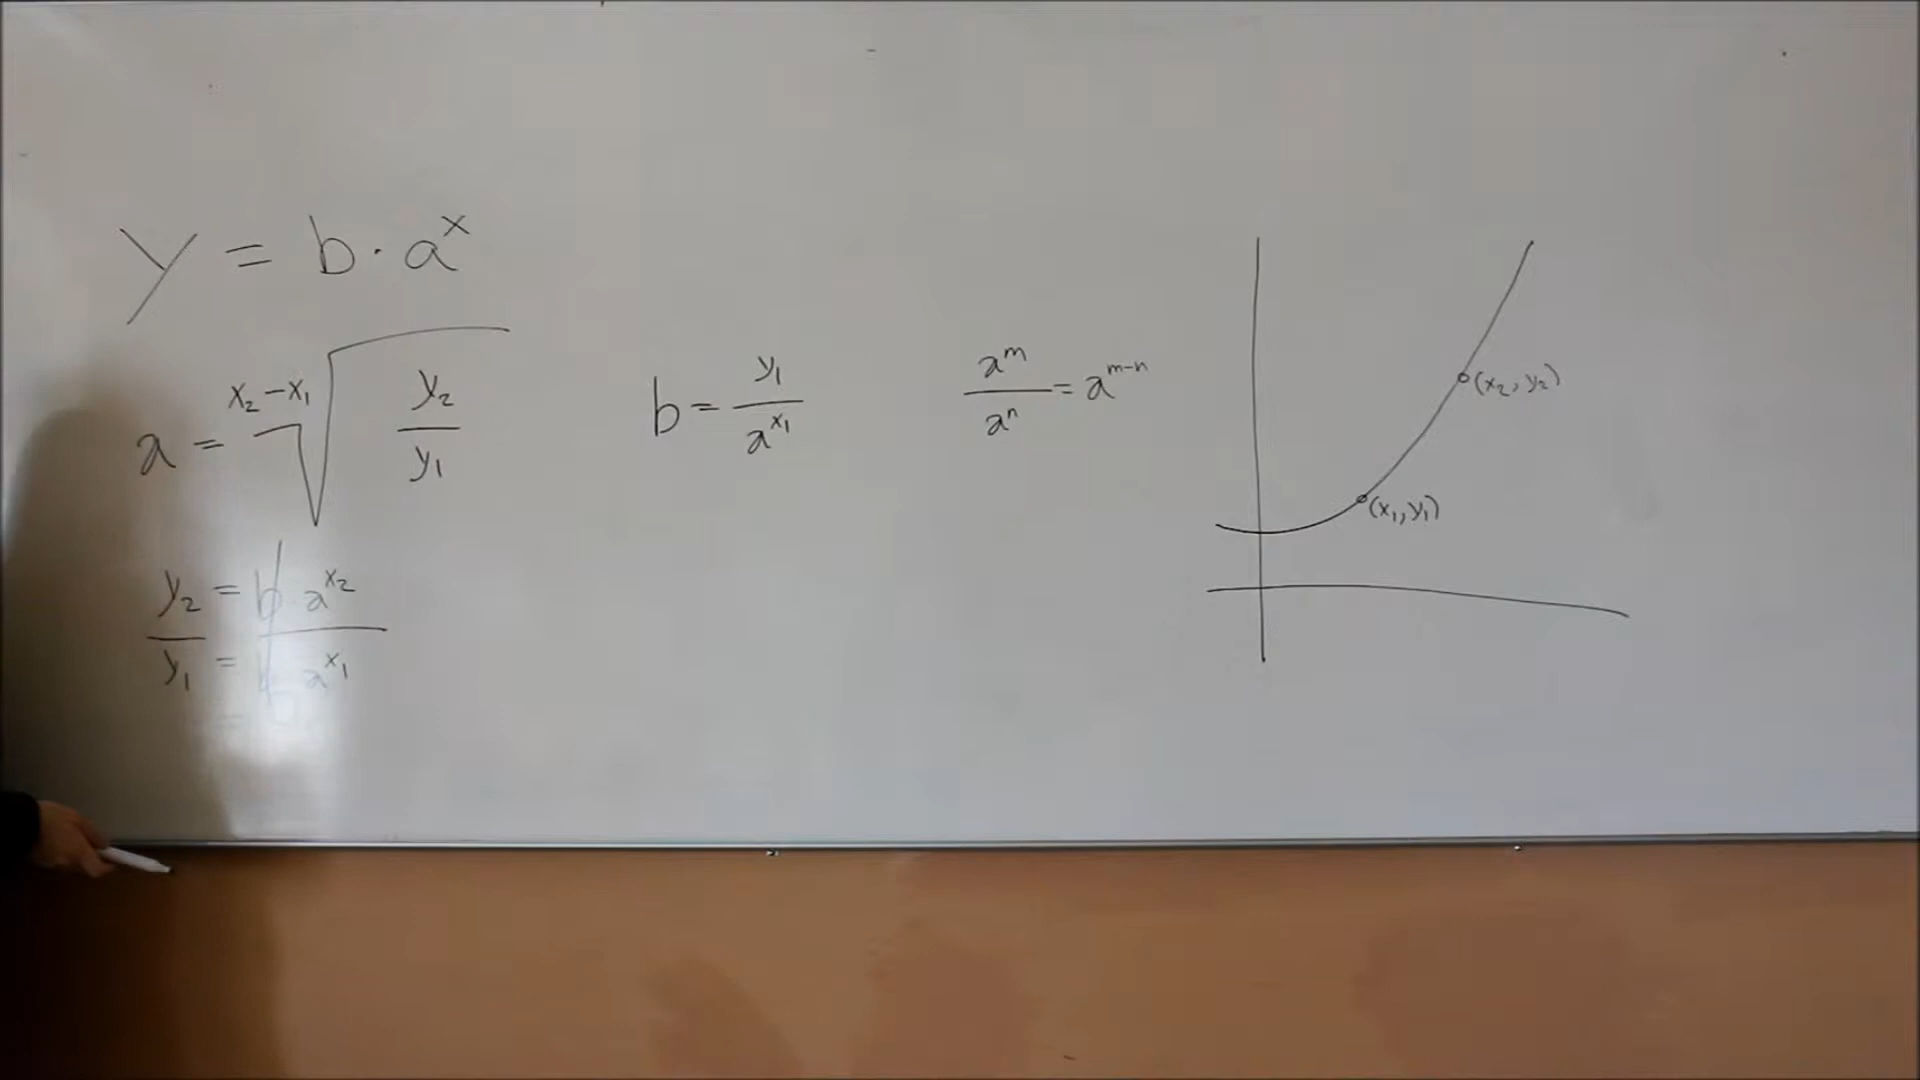 y = b · a^x
a = ^(x₂ - x₁)√(y₂/y₁)
b = y₁/a^(x₁)
a^m/a^n = a^(m-n)
(x₂, y₂)
(x₁, y₁)
y₂ = b a^(x₂)
y₁ = b a^(x₁)